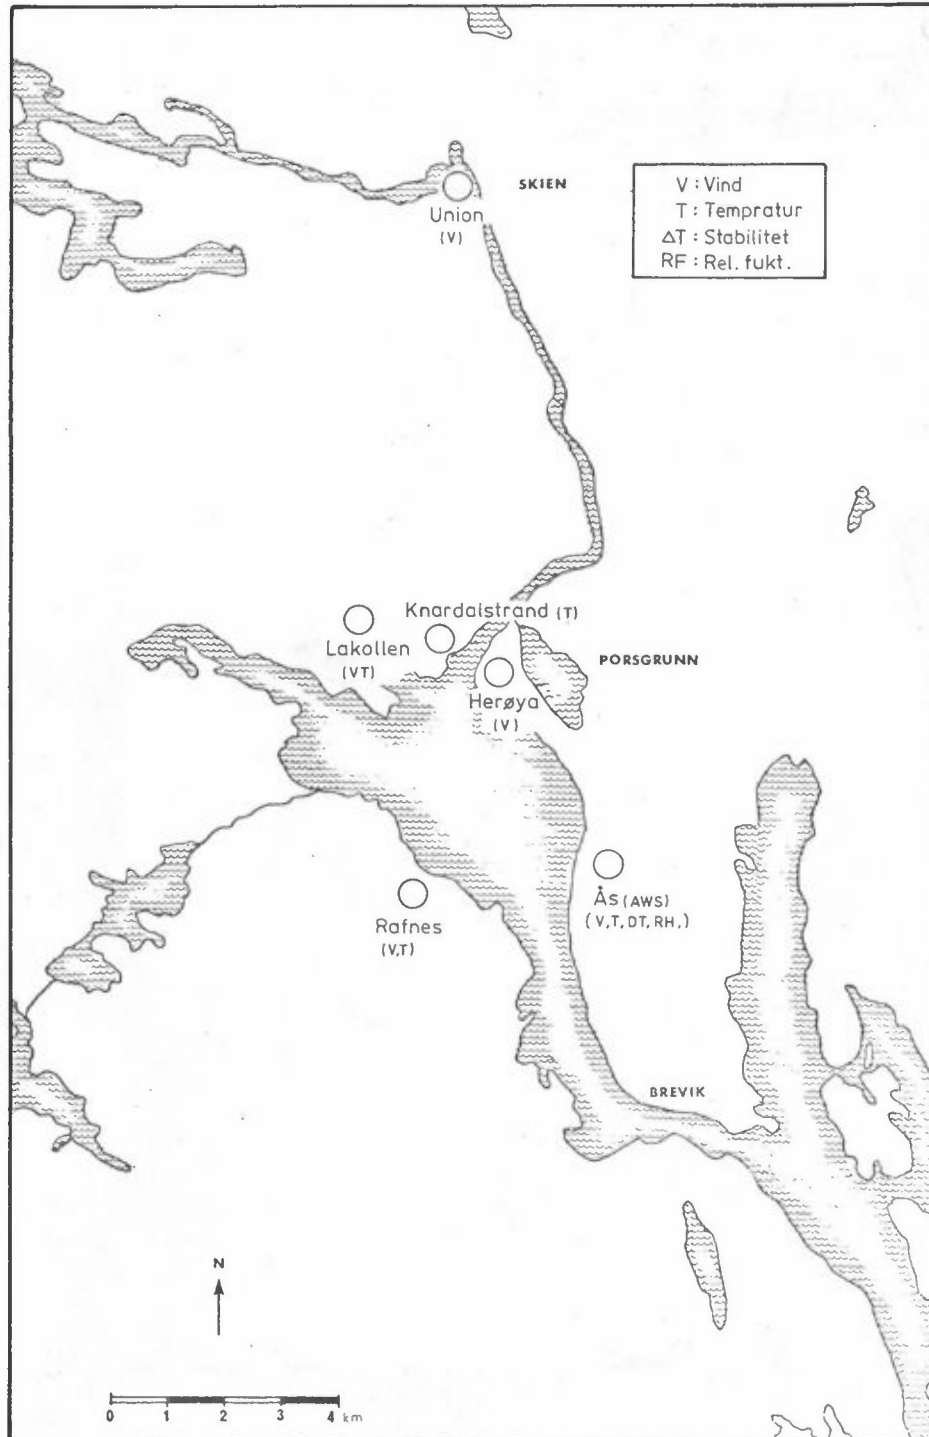 SKIEN
Union
(V)
V : Vind
T : Tempratur
ΔT : Stabilitet
RF : Rel. fukt.
Knardalstrand (T)
Lakollen
(VT)
PORSGRUNN
Herøya
(V)
Ås (AWS)
(V,T, DT, RH,)
Rafnes
(V,T)
BREVIK
N
0 1 2 3 4 km